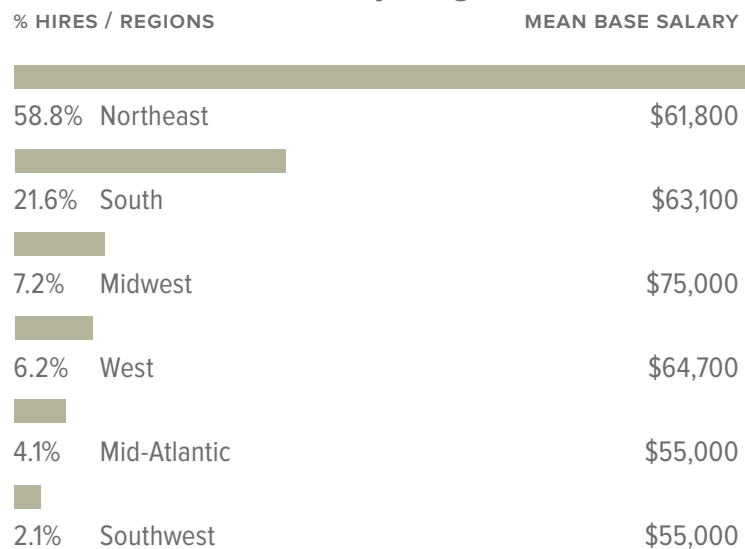 % HIRES / REGIONS MEAN BASE SALARY
58.8% Northeast $61,800
21.6% South $63,100
7.2% Midwest $75,000
6.2% West $64,700
4.1% Mid-Atlantic $55,000
2.1% Southwest $55,000